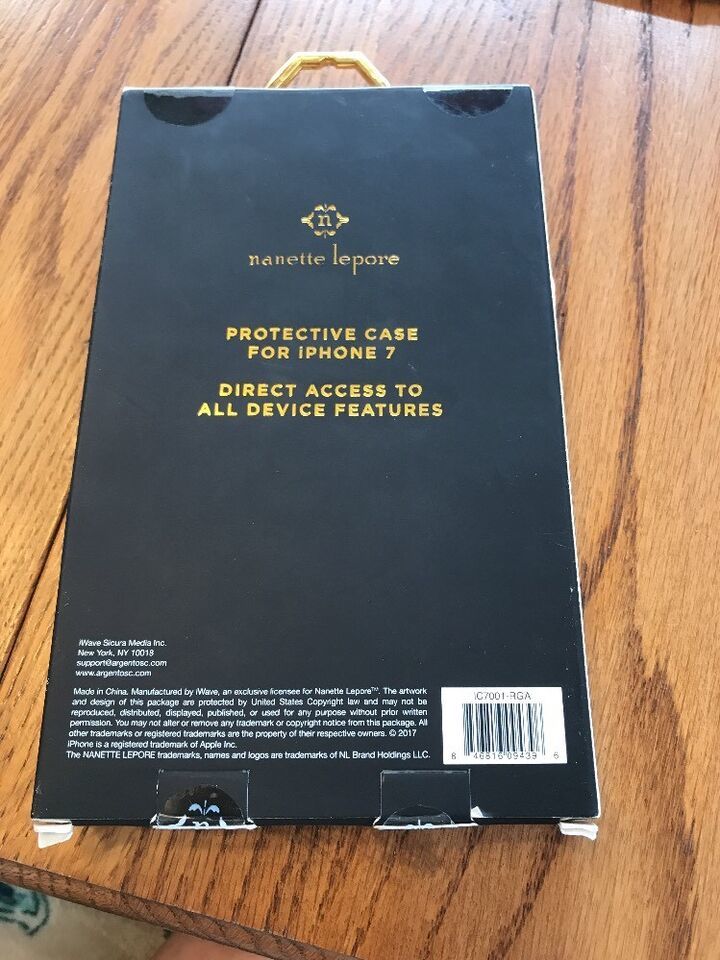 n
nanette lepore
PROTECTIVE CASE
FOR iPHONE 7
DIRECT ACCESS TO
ALL DEVICE FEATURES
iWave Sicura Media Inc.
New York, NY 10018
support@argentosc.com
www.argentosc.com
Made in China. Manufactured by iWave, an exclusive licensee for Nanette Lepore™. The artwork
and design of this package are protected by United States Copyright law and may not be
reproduced, distributed, displayed, published, or used for any purpose without prior written
permission. You may not alter or remove any trademark or copyright notice from this package. All
other trademarks or registered trademarks are the property of their respective owners. © 2017
iPhone is a registered trademark of Apple Inc.
The NANETTE LEPORE trademarks, names and logos are trademarks of NL Brand Holdings LLC.
IC7001-RGA
8 46816 09439 6
n